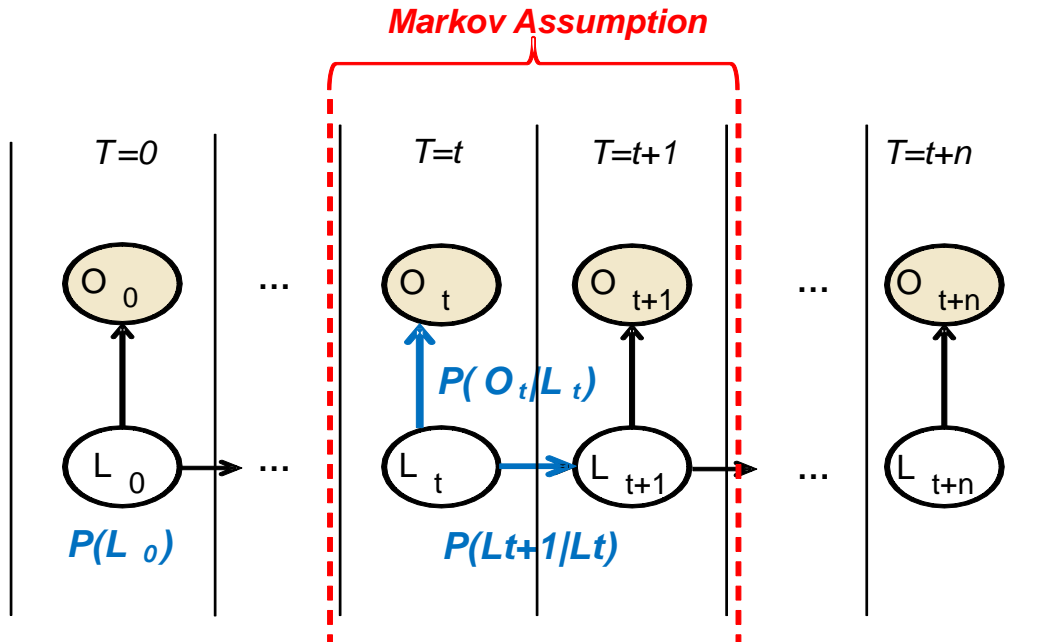 Markov Assumption
T=0 T=t T=t+1 T=t+n
O 0 ... O t O t+1 ... O t+n
P( O t|L t)
L 0 ... L t L t+1 ... L t+n
P(L 0) P(Lt+1|Lt)